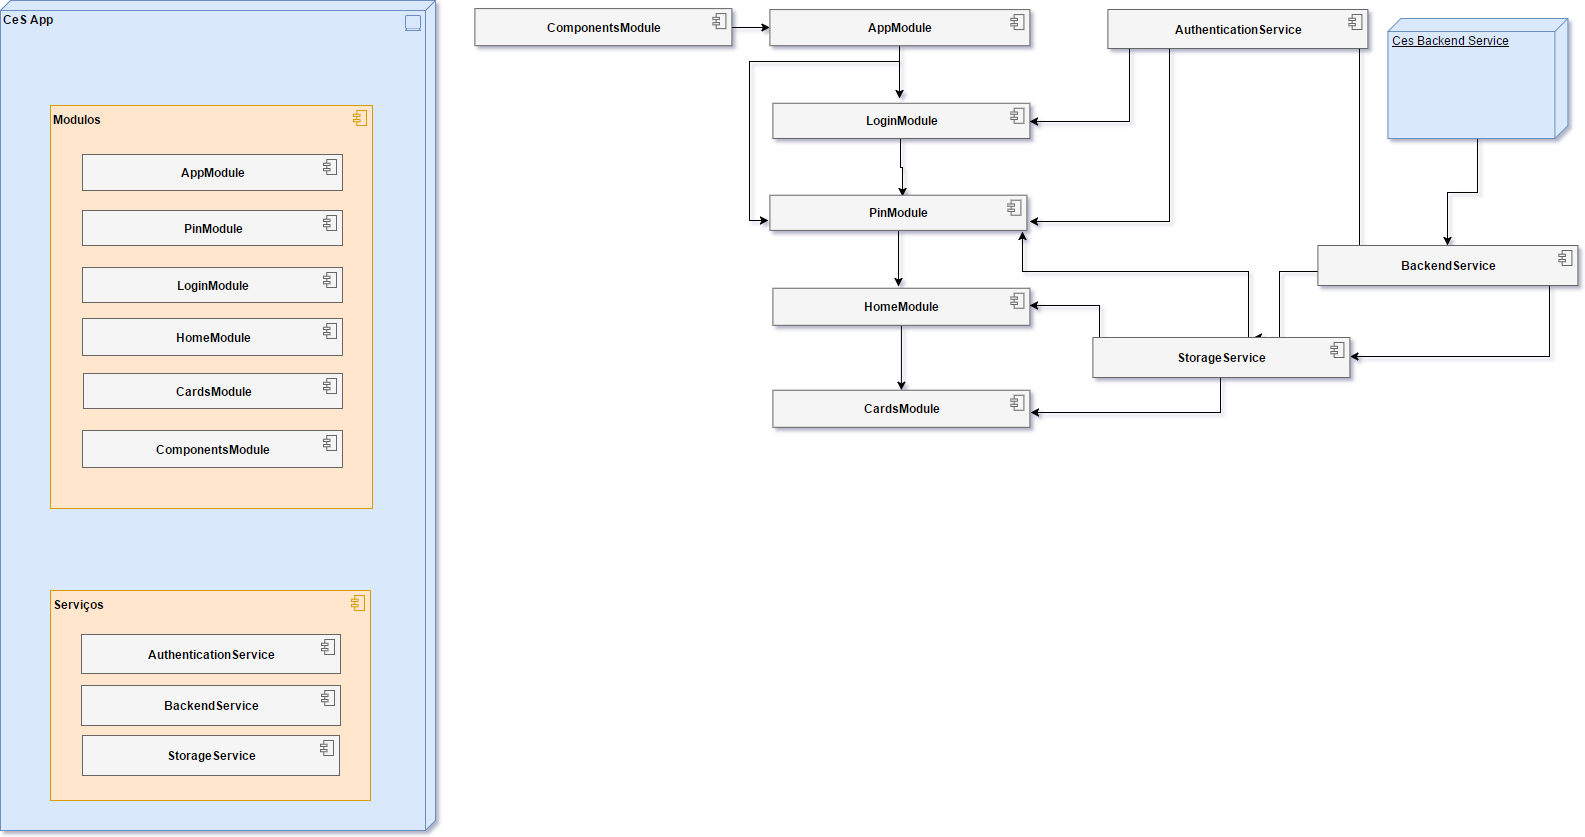 CeS App
Modulos
AppModule
PinModule
LoginModule
HomeModule
CardsModule
ComponentsModule
Serviços
AuthenticationService
BackendService
StorageService
ComponentsModule
AppModule
AuthenticationService
Ces Backend Service
LoginModule
PinModule
BackendService
HomeModule
StorageService
CardsModule